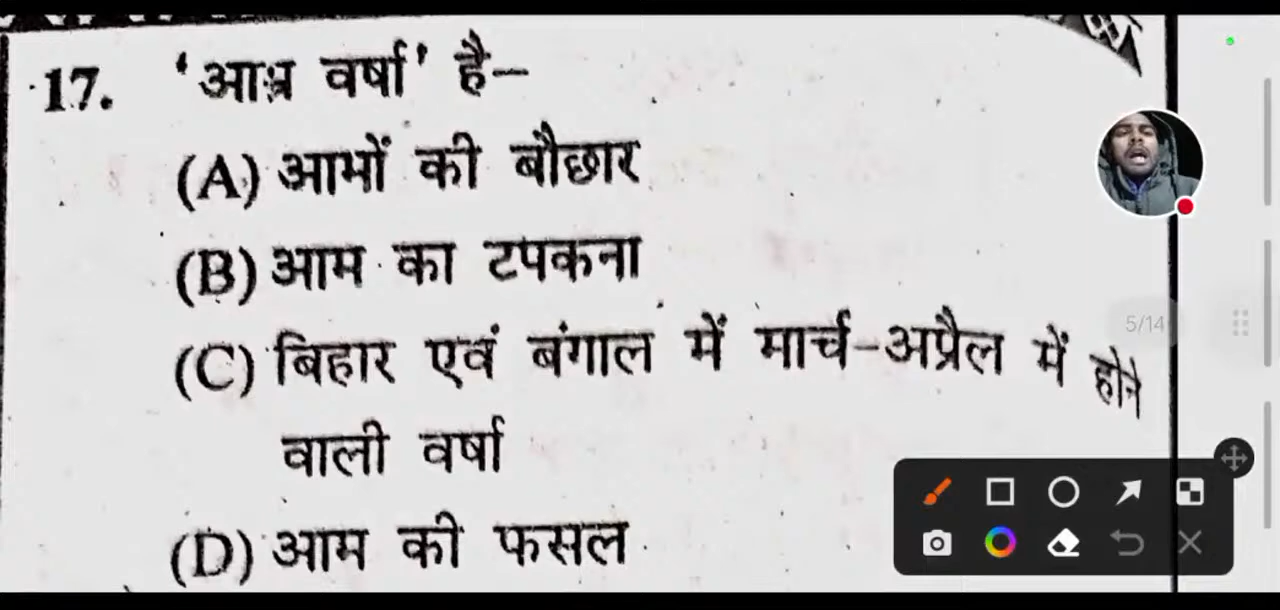 17. 'आम्र वर्षा' है–
(A) आमों की बौछार
(B) आम का टपकना
(C) बिहार एवं बंगाल में मार्च-अप्रैल में होने
वाली वर्षा
(D) आम की फसल
5/14